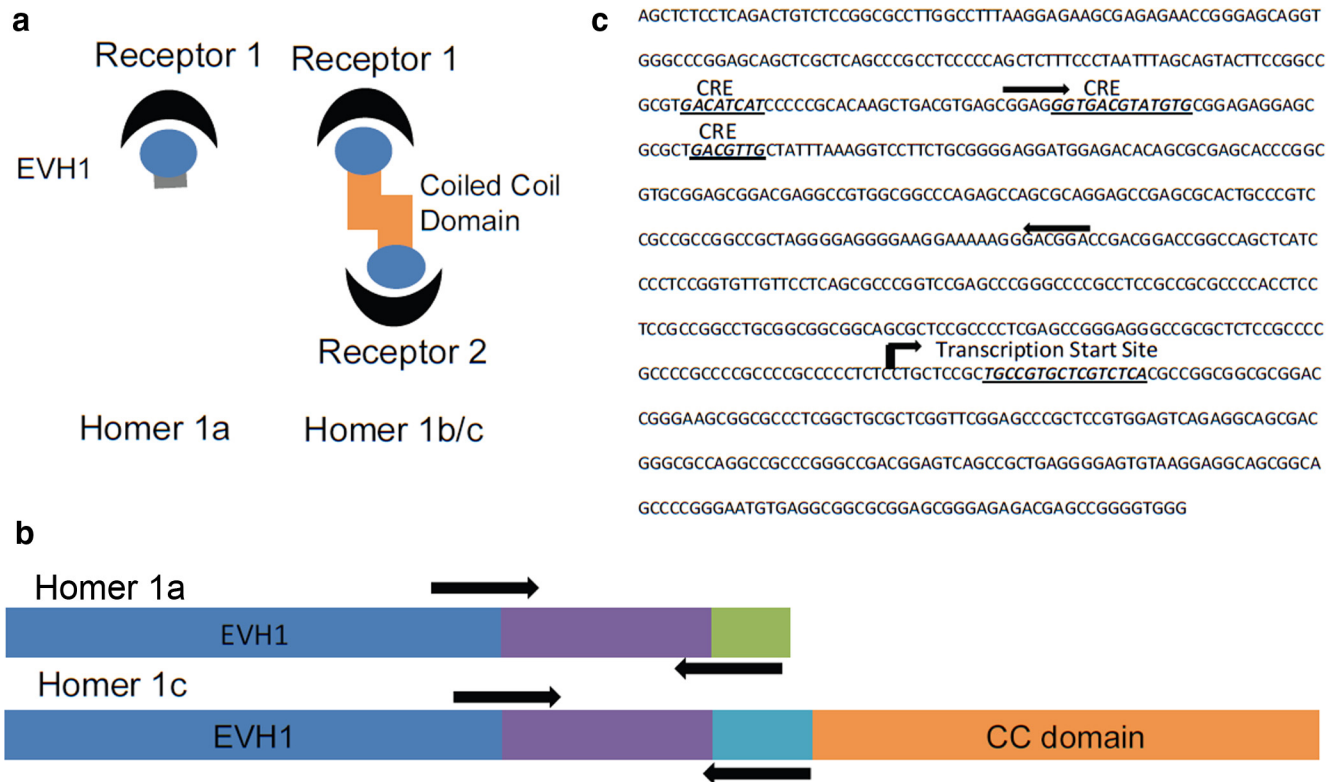 a
Receptor 1
Receptor 1
EVH1
Coiled Coil
Domain
Receptor 2
Homer 1a
Homer 1b/c
b
Homer 1a
EVH1
Homer 1c
EVH1
CC domain
c
AGCTCTCCTCAGACTGTCTCCGGCGCCTTGGCCTTTAAGGAGAAGCGAGAGAACCGGGAGCAGGT
GGGCCCGGAGCAGCTCGCTCAGCCCGCCTCCCCCAGCTCTTTCCCTAATTTAGCAGTACTTCCGGCC
CRE
CRE
GCGTGACATCATCCCCCGCACAAGCTGACGTGAGCGGAGGGTGACGTATGTGCGGAGAGGAGC
CRE
GCGCTGACGTTGCTATTTAAAGGTCCTTCTGCGGGGAGGATGGAGACACAGCGCGAGCACCCGGC
GTGCGGAGCGGACGAGGCCGTGGCGGCCCAGAGCCAGCGCAGGAGCCGAGCGCACTGCCCGTC
CGCCGCCGGCCGCTAGGGGAGGGGAAGGAAAAAGGGACGGACCGACGGACCGGCCAGCTCATC
CCCTCCGGTGTTGTTCCTCAGCGCCCGGTCCGAGCCCGGGCCCCGCCTCCGCCGCGCCCCACCTCC
TCCGCCGGCCTGCGGCGGCGGCAGCGCTCCGCCCCTCGAGCCGGGAGGGCCGCGCTCTCCGCCCC
Transcription Start Site
GCCCCGCCCCGCCCCGCCCCCTCTCCTGCTCCGCTGCCGTGCTCGTCTCACGCCGGCGGCGCGGAC
CGGGAAGCGGCGCCCTCGGCTGCGCTCGGTTCGGAGCCCGCTCCGTGGAGTCAGAGGCAGCGAC
GGGCGCCAGGCCGCCCGGGCCGACGGAGTCAGCCGCTGAGGGGAGTGTAAGGAGGCAGCGGCA
GCCCCGGGAATGTGAGGCGGCGCGGAGCGGGAGAGACGAGCCGGGGTGGG